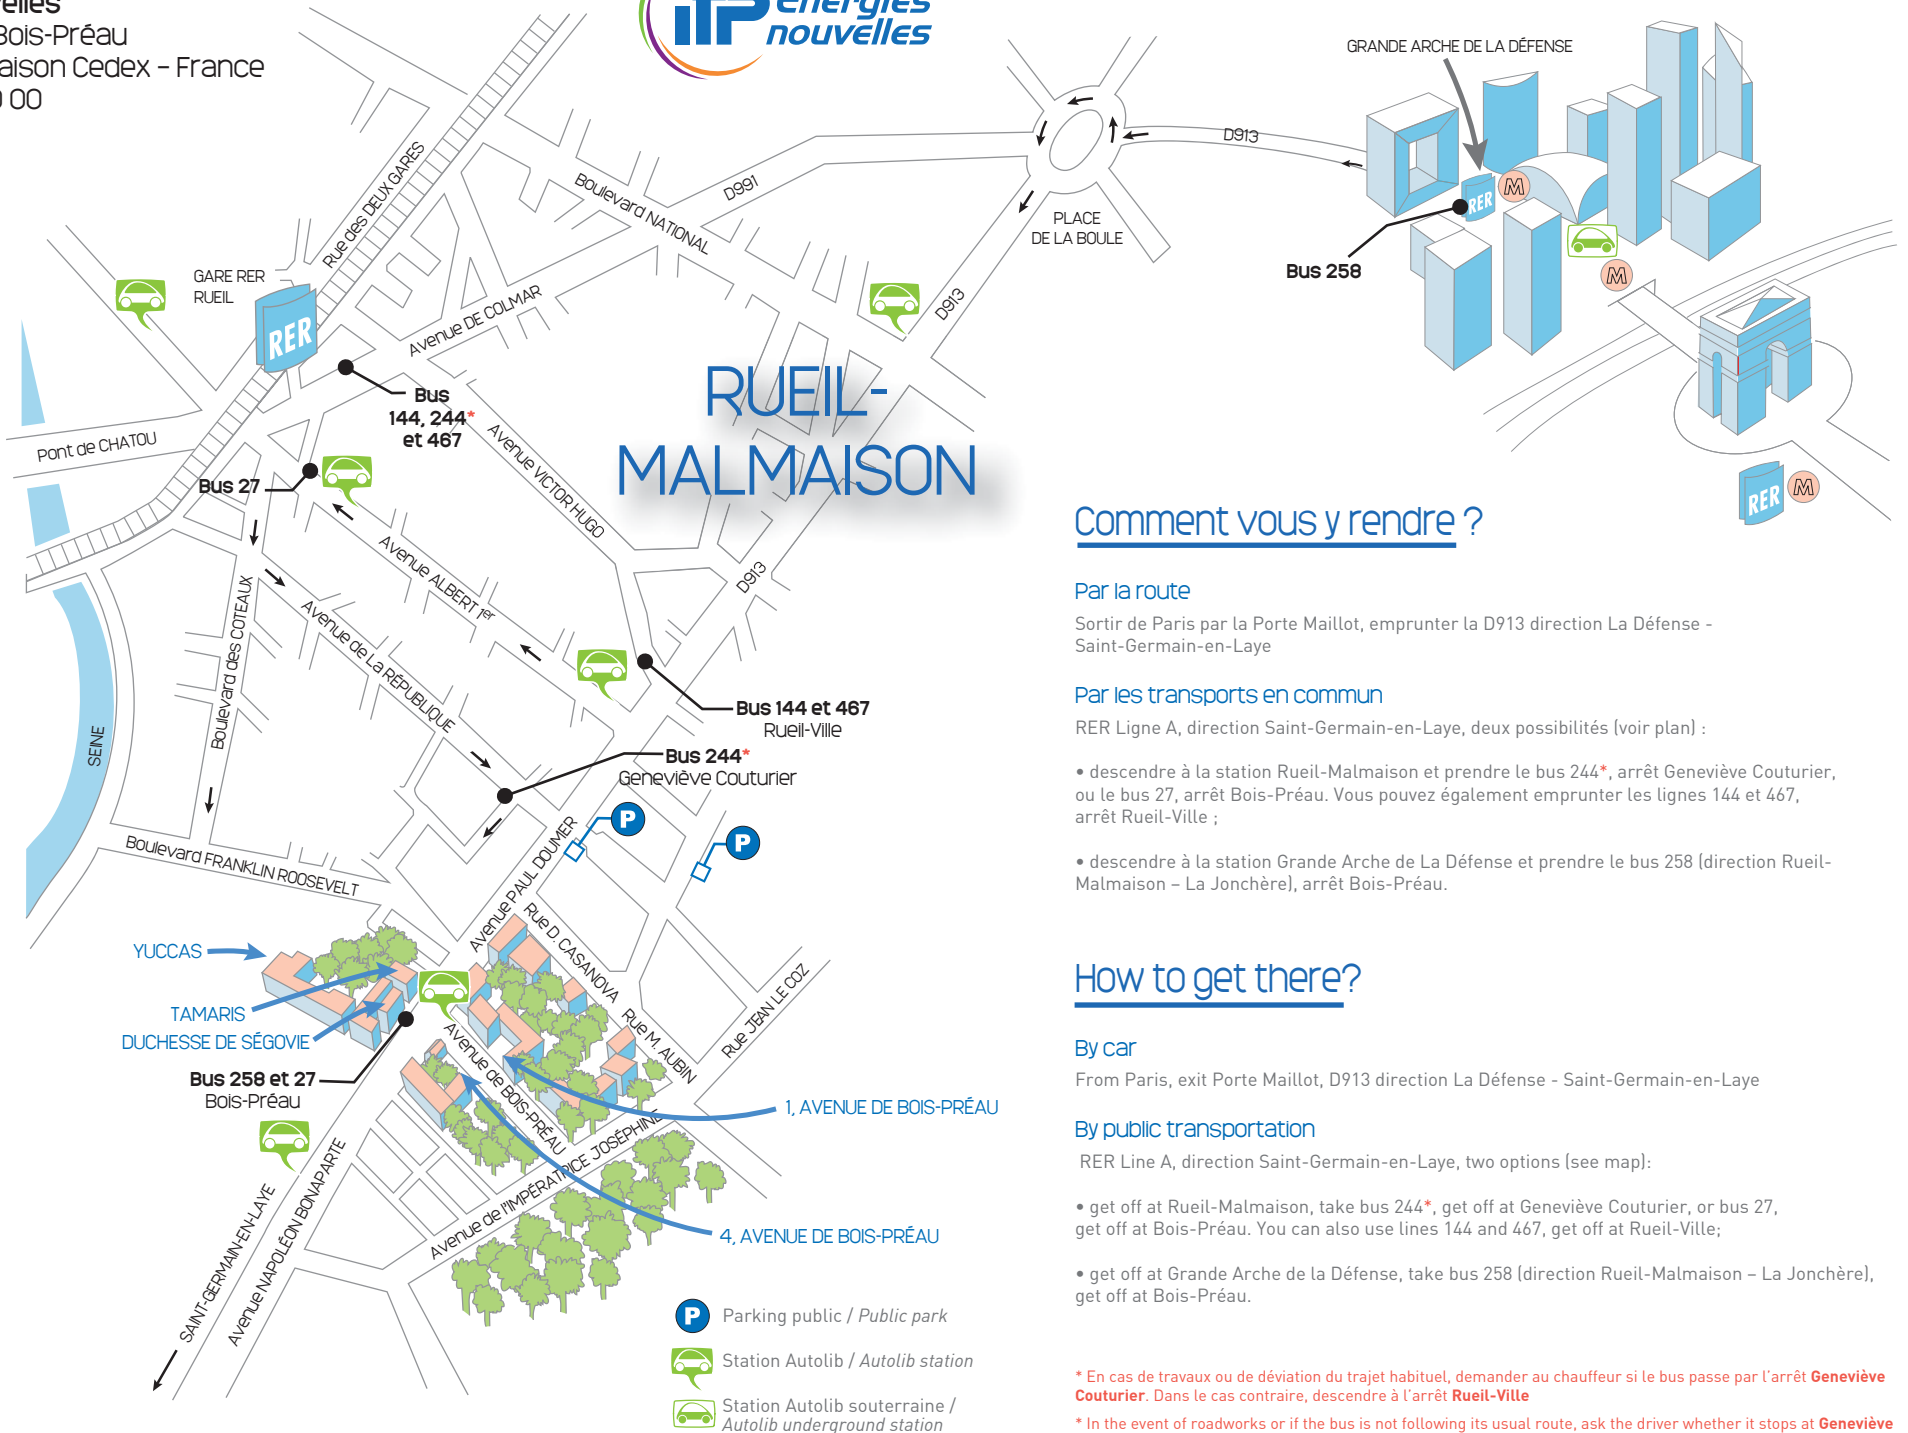 Bois-Préau
Cedex – France
00
énergies
nouvelles
GRANDE ARCHE DE LA DÉFENSE
D913
RER
M
Bus 258
M
PLACE
DE LA BOULE
D991
Boulevard NATIONAL
Rue des DEUX GARES
GARE RER
RUEIL
RER
Avenue DE COLMAR
D913
Bus
144, 244*
et 467
RUEIL-
MALMAISON
Pont de CHATOU
Bus 27
Avenue VICTOR HUGO
Avenue ALBERT 1er
D913
Boulevard des COTEAUX
Avenue de La RÉPUBLIQUE
SEINE
Bus 144 et 467
Rueil-Ville
Bus 244*
Geneviève Couturier
P
P
Avenue PAUL DOUMER
Boulevard FRANKLIN ROOSEVELT
YUCCAS
TAMARIS
DUCHESSE DE SÉGOVIE
Bus 258 et 27
Bois-Préau
Rue D. CASANOVA
Rue M. AUBIN
Rue JEAN LE COZ
Avenue de BOIS-PRÉAU
1, AVENUE DE BOIS-PRÉAU
4, AVENUE DE BOIS-PRÉAU
Avenue de l'IMPÉRATRICE JOSÉPHINE
SAINT-GERMAIN-EN-LAYE
Avenue NAPOLÉON BONAPARTE
P Parking public / Public park
Station Autolib / Autolib station
Station Autolib souterraine /
Autolib underground station
RER
M
Comment vous y rendre ?
Par la route
Sortir de Paris par la Porte Maillot, emprunter la D913 direction La Défense -
Saint-Germain-en-Laye
Par les transports en commun
RER Ligne A, direction Saint-Germain-en-Laye, deux possibilités (voir plan) :
• descendre à la station Rueil-Malmaison et prendre le bus 244*, arrêt Geneviève Couturier,
ou le bus 27, arrêt Bois-Préau. Vous pouvez également emprunter les lignes 144 et 467,
arrêt Rueil-Ville ;
• descendre à la station Grande Arche de La Défense et prendre le bus 258 (direction Rueil-
Malmaison – La Jonchère), arrêt Bois-Préau.
How to get there?
By car
From Paris, exit Porte Maillot, D913 direction La Défense - Saint-Germain-en-Laye
By public transportation
RER Line A, direction Saint-Germain-en-Laye, two options (see map):
• get off at Rueil-Malmaison, take bus 244*, get off at Geneviève Couturier, or bus 27,
get off at Bois-Préau. You can also use lines 144 and 467, get off at Rueil-Ville;
• get off at Grande Arche de la Défense, take bus 258 (direction Rueil-Malmaison – La Jonchère),
get off at Bois-Préau.
* En cas de travaux ou de déviation du trajet habituel, demander au chauffeur si le bus passe par l'arrêt Geneviève
Couturier. Dans le cas contraire, descendre à l'arrêt Rueil-Ville
* In the event of roadworks or if the bus is not following its usual route, ask the driver whether it stops at Geneviève